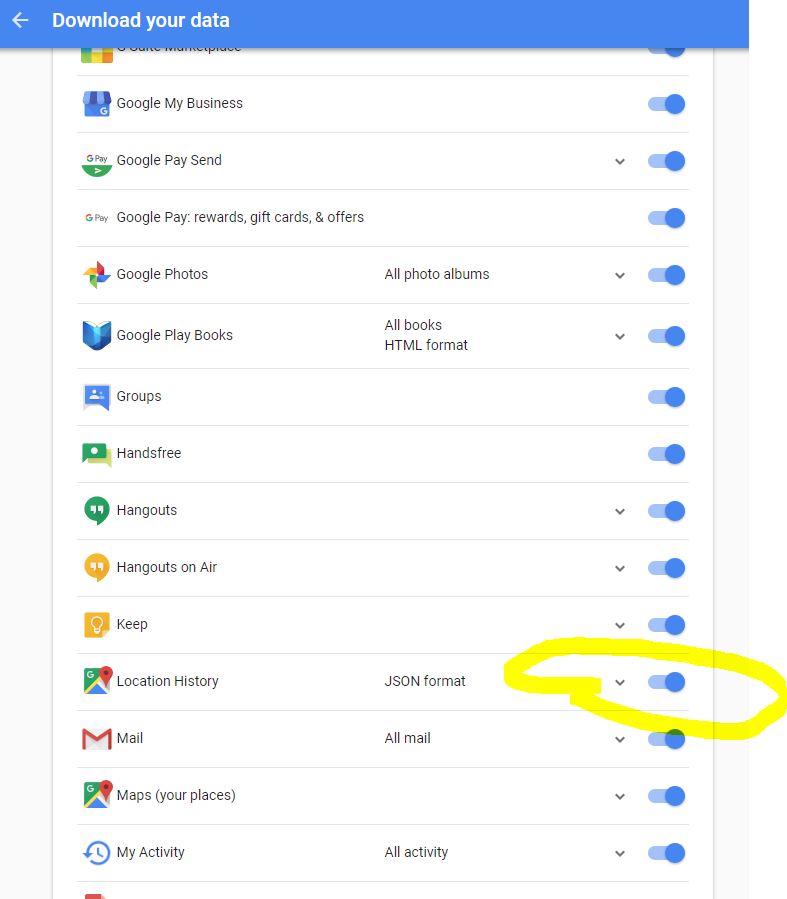 Download your data
G Suite Marketplace
Google My Business
G Pay
Google Pay Send
G Pay
Google Pay: rewards, gift cards, & offers
Google Photos All photo albums
Google Play Books
All books
HTML format
Groups
Handsfree
Hangouts
Hangouts on Air
Keep
Location History JSON format
Mail All mail
Maps (your places)
My Activity All activity